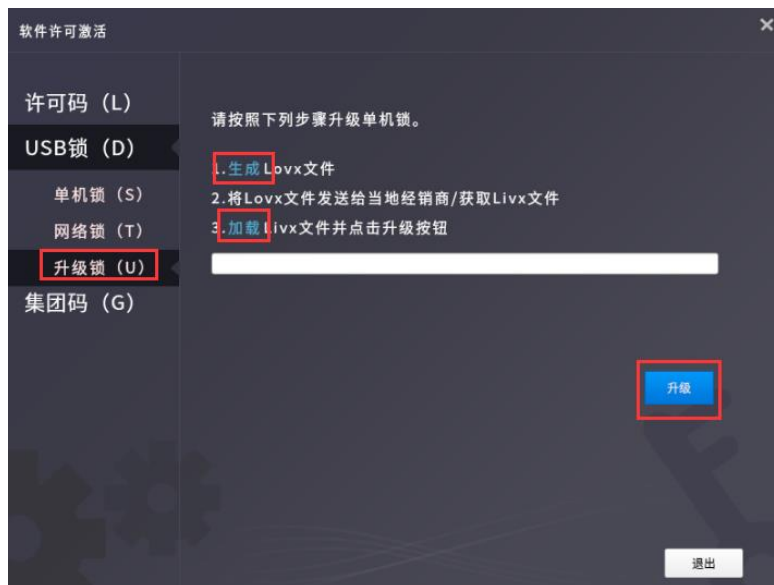 软件许可激活
许可码（L）
USB锁（D）
单机锁（S）
网络锁（T）
升级锁（U）
集团码（G）
请按照下列步骤升级单机锁。
1.生成Lovx文件
2.将Lovx文件发送给当地经销商/获取Livx文件
3.加载Livx文件并点击升级按钮
升级
退出